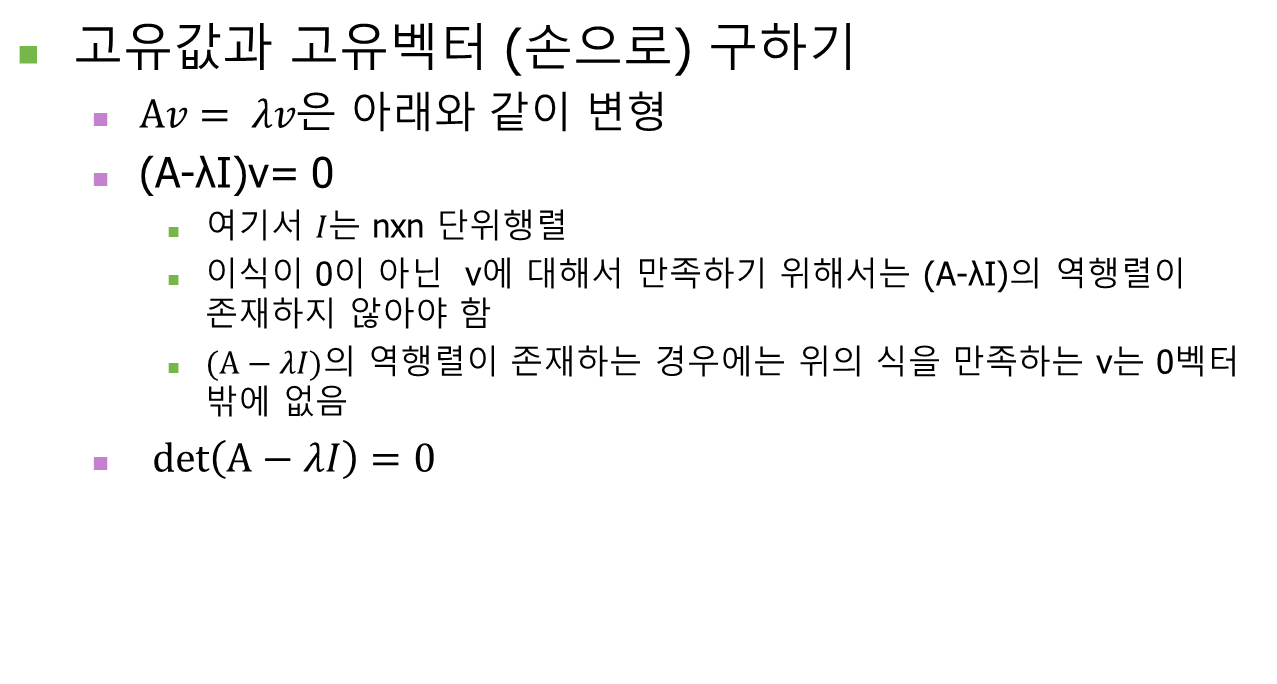 고유값과 고유벡터 (손으로) 구하기
A𝑣 = 𝜆𝑣은 아래와 같이 변형
(A-λI)v= 0
여기서 𝐼는 nxn 단위행렬
이식이 0이 아닌 v에 대해서 만족하기 위해서는 (A-λI)의 역행렬이
존재하지 않아야 함
(A − 𝜆𝐼)의 역행렬이 존재하는 경우에는 위의 식을 만족하는 v는 0벡터
밖에 없음
det(A − 𝜆𝐼) = 0